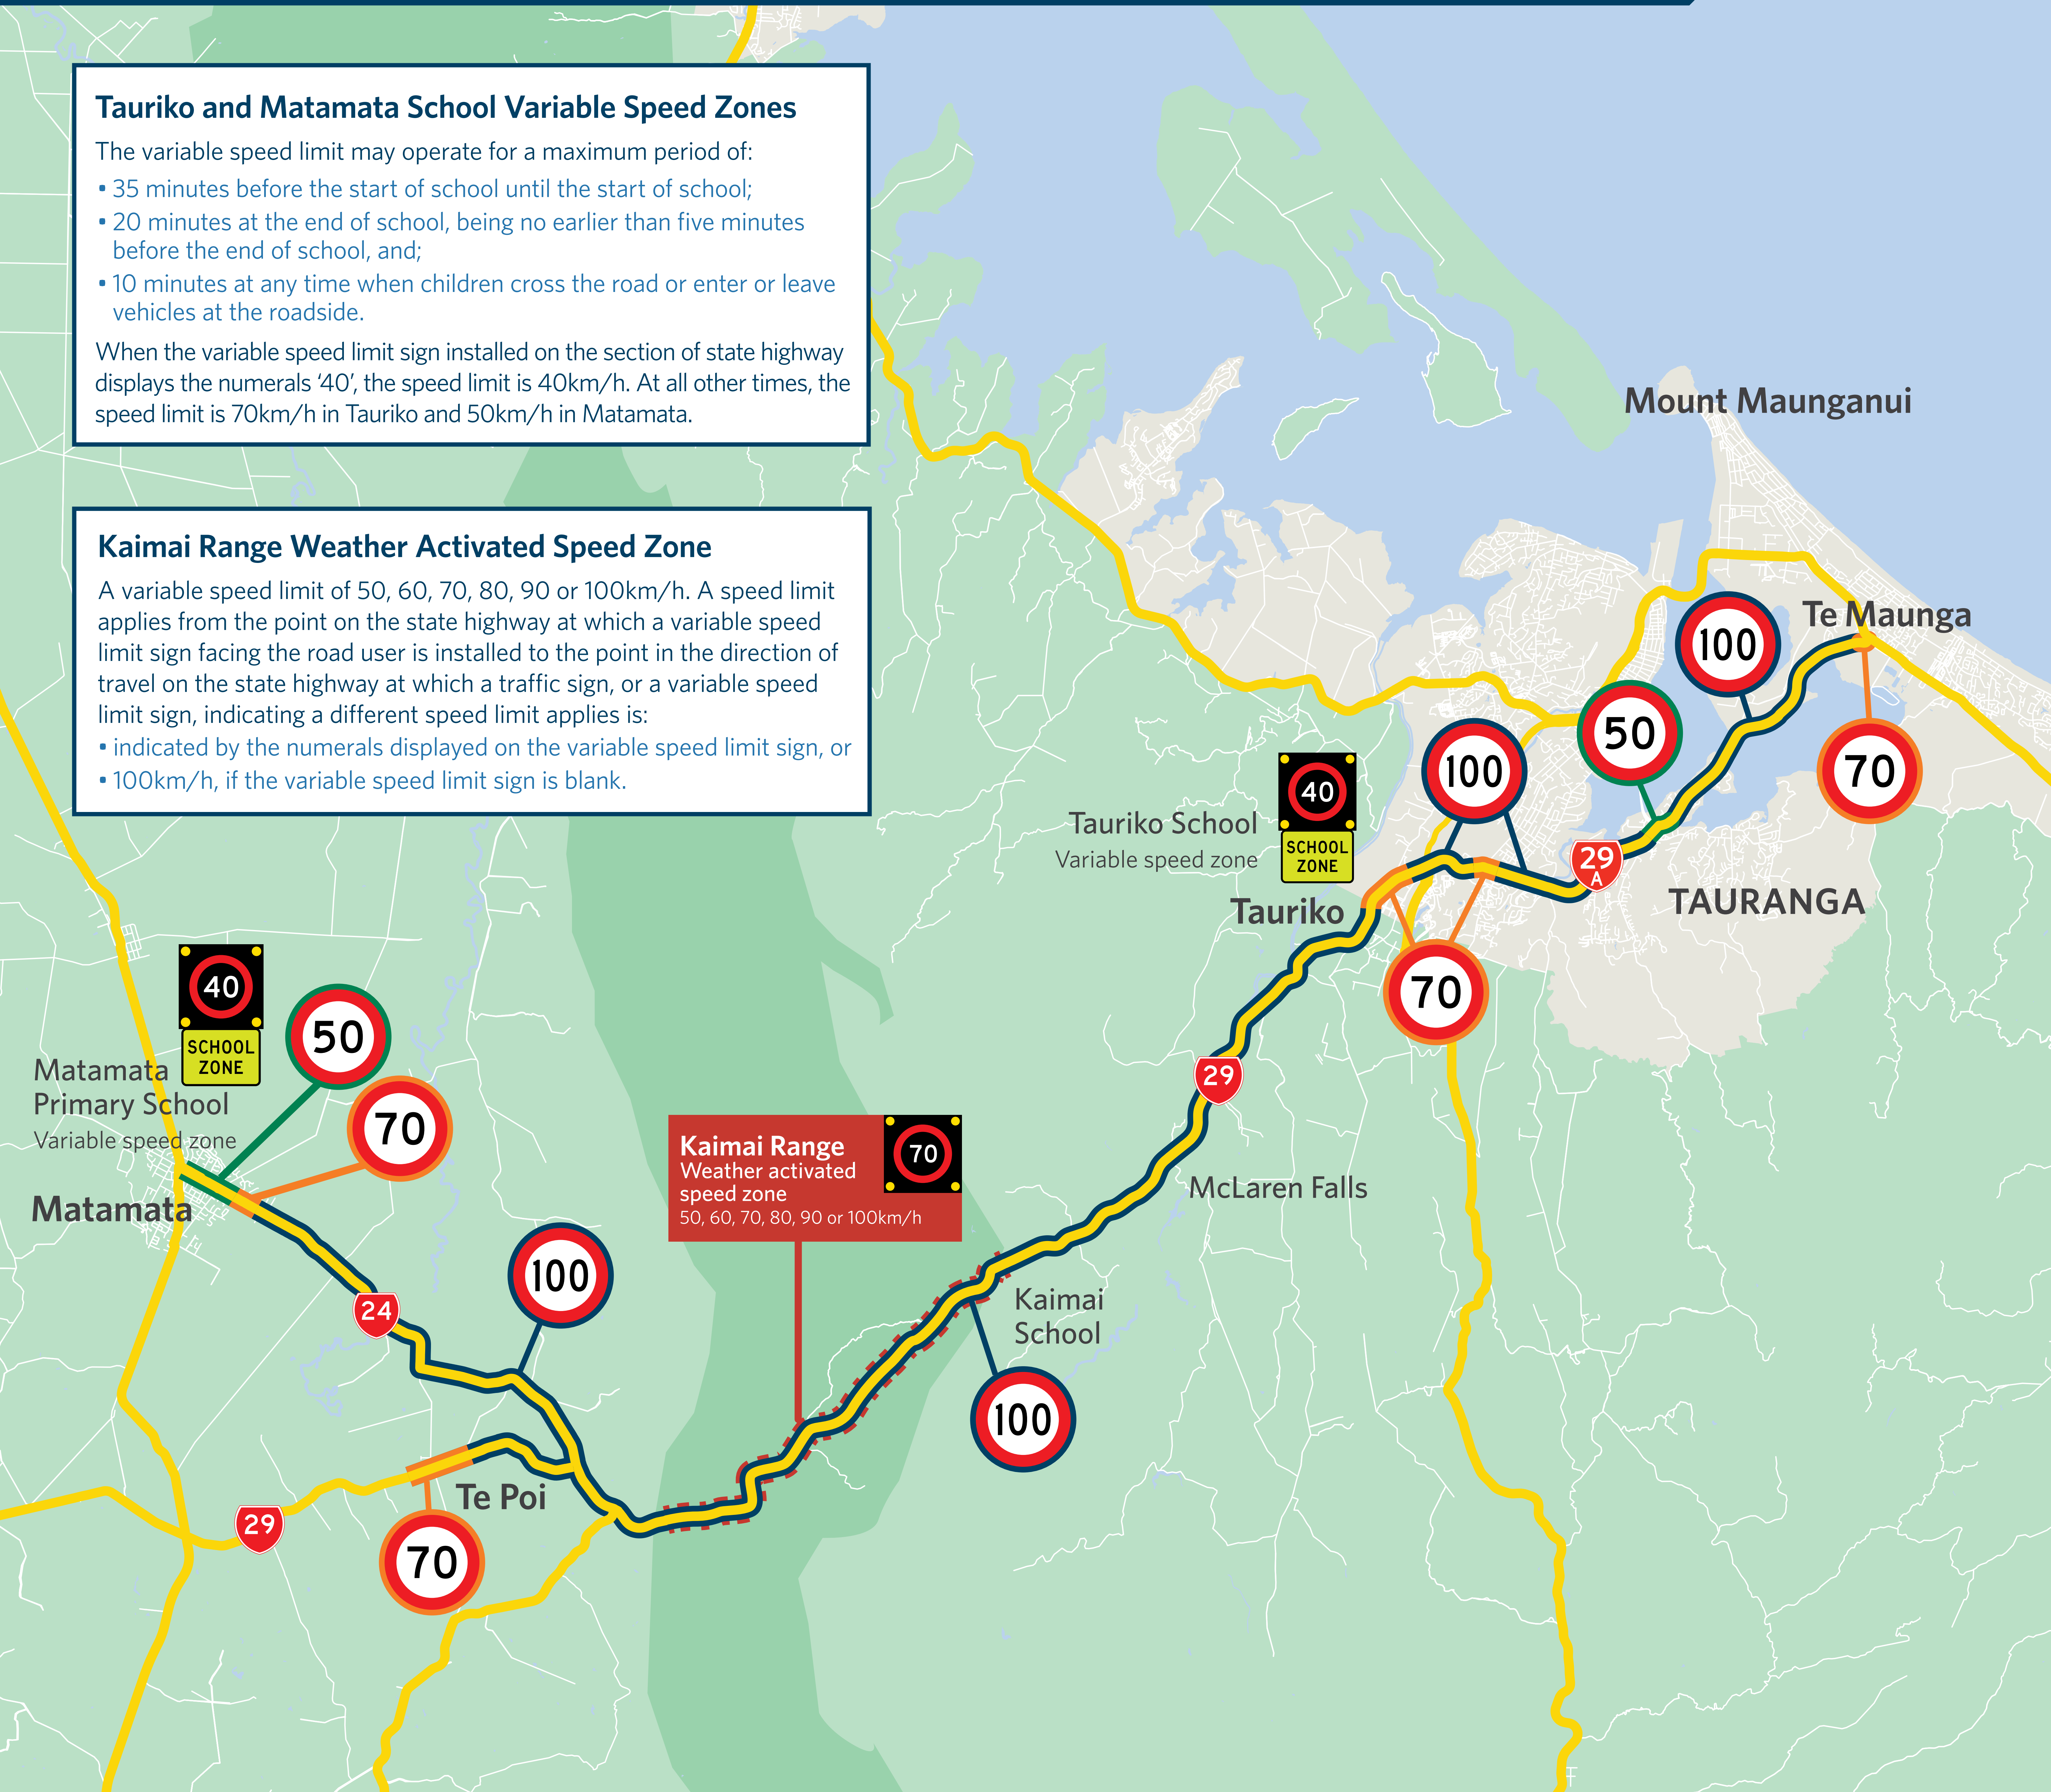 Tauriko and Matamata School Variable Speed Zones
The variable speed limit may operate for a maximum period of:
• 35 minutes before the start of school until the start of school;
• 20 minutes at the end of school, being no earlier than five minutes
before the end of school, and;
• 10 minutes at any time when children cross the road or enter or leave
vehicles at the roadside.
When the variable speed limit sign installed on the section of state highway
displays the numerals ‘40’, the speed limit is 40km/h. At all other times, the
speed limit is 70km/h in Tauriko and 50km/h in Matamata.
Kaimai Range Weather Activated Speed Zone
A variable speed limit of 50, 60, 70, 80, 90 or 100km/h. A speed limit
applies from the point on the state highway at which a variable speed
limit sign facing the road user is installed to the point in the direction of
travel on the state highway at which a traffic sign, or a variable speed
limit sign, indicating a different speed limit applies is:
• indicated by the numerals displayed on the variable speed limit sign, or
• 100km/h, if the variable speed limit sign is blank.
Mount Maunganui
Te Maunga
100
50
100
70
40
SCHOOL
ZONE
Tauriko School
Variable speed zone
29
A
TAURANGA
Tauriko
70
40
SCHOOL
ZONE
50
Matamata
Primary School
Variable speed zone
70
Matamata
29
Kaimai Range
Weather activated
speed zone
50, 60, 70, 80, 90 or 100km/h
70
McLaren Falls
100
24
Kaimai
School
100
Te Poi
29
70